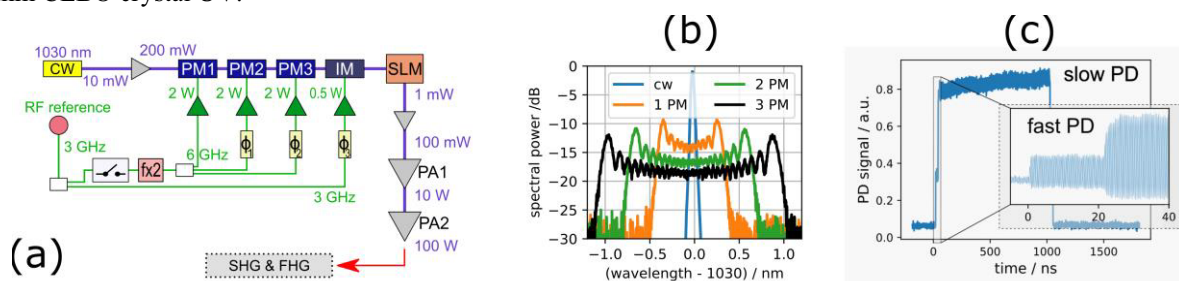 1030 nm
200 mW
CW
PM1
PM2
PM3
IM
SLM
10 mW
2 W
2 W
2 W
0.5 W
1 mW
RF reference
ϕ1
ϕ2
ϕ3
100 mW
3 GHz
6 GHz
fx2
PA1
10 W
3 GHz
PA2
100 W
(a)
SHG & FHG
(b)
0
−5
−10
−15
−20
−25
−30
spectral power /dB
cw
2 PM
1 PM
3 PM
−1.0
−0.5
0.0
0.5
1.0
(wavelength - 1030) / nm
(c)
0.8
0.6
0.4
0.2
0.0
PD signal / a.u.
slow PD
fast PD
0
20
40
0
500
1000
1500
time / ns